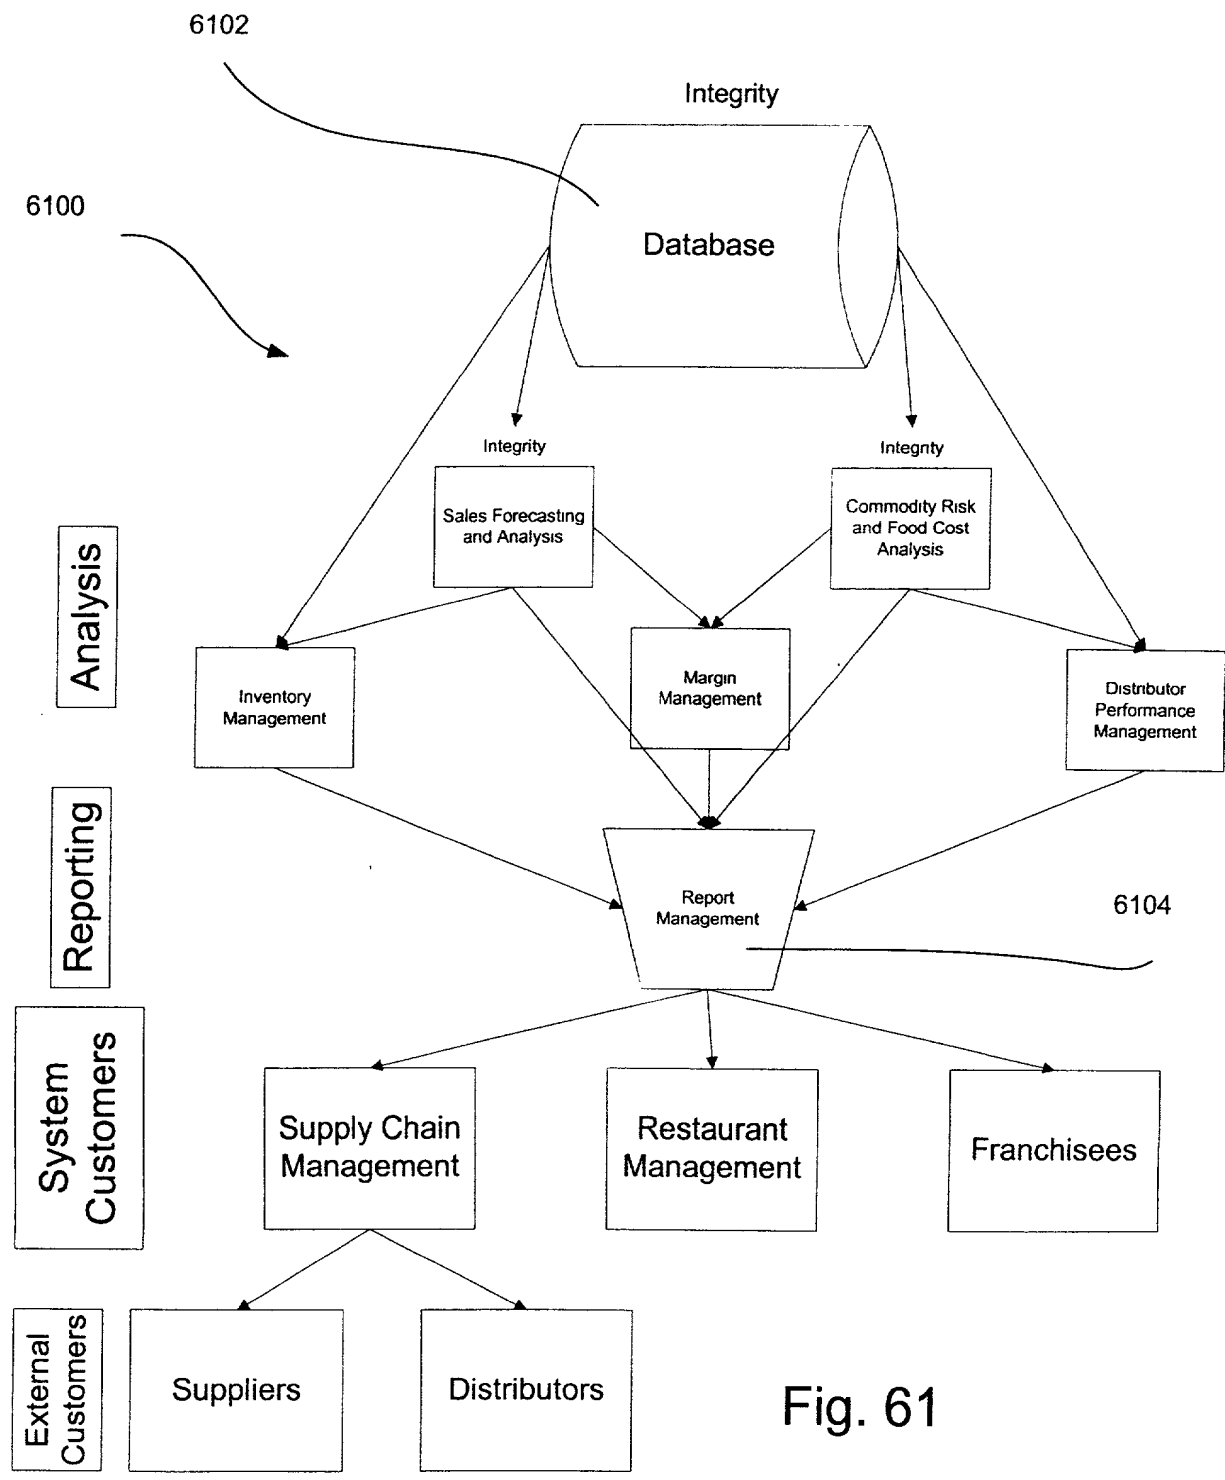 6102
Integrity
6100
Database
Integrity
Integrity
Sales Forecasting
and Analysis
Commodity Risk
and Food Cost
Analysis
Analysis
Inventory
Management
Margin
Management
Distributor
Performance
Management
Reporting
Report
Management
6104
System
Customers
Supply Chain
Management
Restaurant
Management
Franchisees
External
Customers
Suppliers
Distributors
Fig. 61